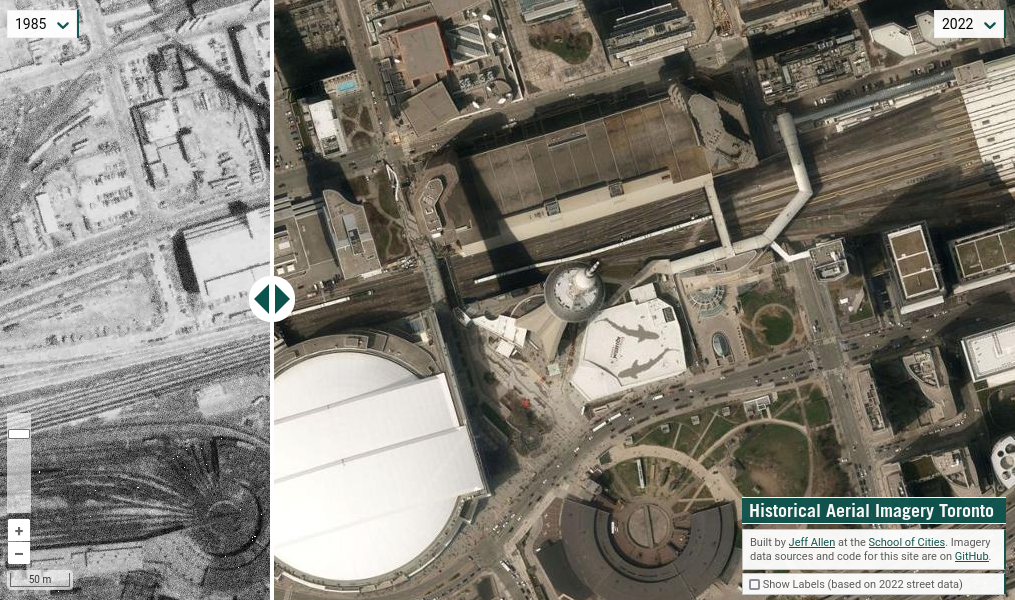 1985
2022
+
−
50 m
Historical Aerial Imagery Toronto
Built by Jeff Allen at the School of Cities. Imagery
data sources and code for this site are on GitHub.
Show Labels (based on 2022 street data)